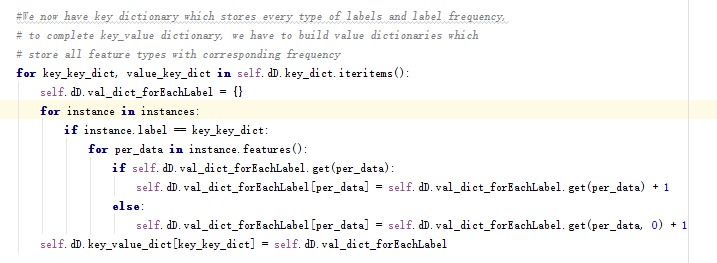 #We now have key dictionary which stores every type of labels and label frequency,
# to complete key_value dictionary, we have to build value dictionaries which
# store all feature types with corresponding frequency
for key_key_dict, value_key_dict in self.dD.key_dict.iteritems():
    self.dD.val_dict_forEachLabel = {}
    for instance in instances:
        if instance.label == key_key_dict:
            for per_data in instance.features():
                if self.dD.val_dict_forEachLabel.get(per_data):
                    self.dD.val_dict_forEachLabel[per_data] = self.dD.val_dict_forEachLabel.get(per_data) + 1
                else:
                    self.dD.val_dict_forEachLabel[per_data] = self.dD.val_dict_forEachLabel.get(per_data, 0) + 1
    self.dD.key_value_dict[key_key_dict] = self.dD.val_dict_forEachLabel